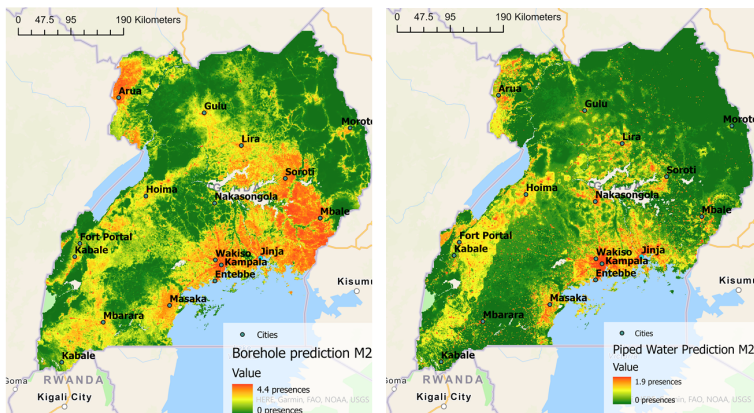 0 47.5 95 190 Kilometers
Arua
Gulu
Lira
Moroto
Soroti
Hoima
Nakasongola
Mbale
Fort Portal
Kabale
Wakiso
Jinja
Kampala
Entebbe
Masaka
Mbarara
Kabale
Kisumu
RWANDA
Goma
Kigali City
Cities
Borehole prediction M2
Value
4.4 presences
HERE, Garmin, FAO, NOAA, USGS
0 presences
0 47.5 95 190 Kilometers
Arua
Gulu
Lira
Moroto
Soroti
Hoima
Nakasongola
Mbale
Fort Portal
Kabale
Wakiso
Jinja
Kampala
Entebbe
Masaka
Mbarara
Kabale
Kisum
RWANDA
Kigali City
Cities
Piped Water Prediction M2
Value
1.9 presences
HERE, Garmin, FAO, NOAA, USGS
0 presences